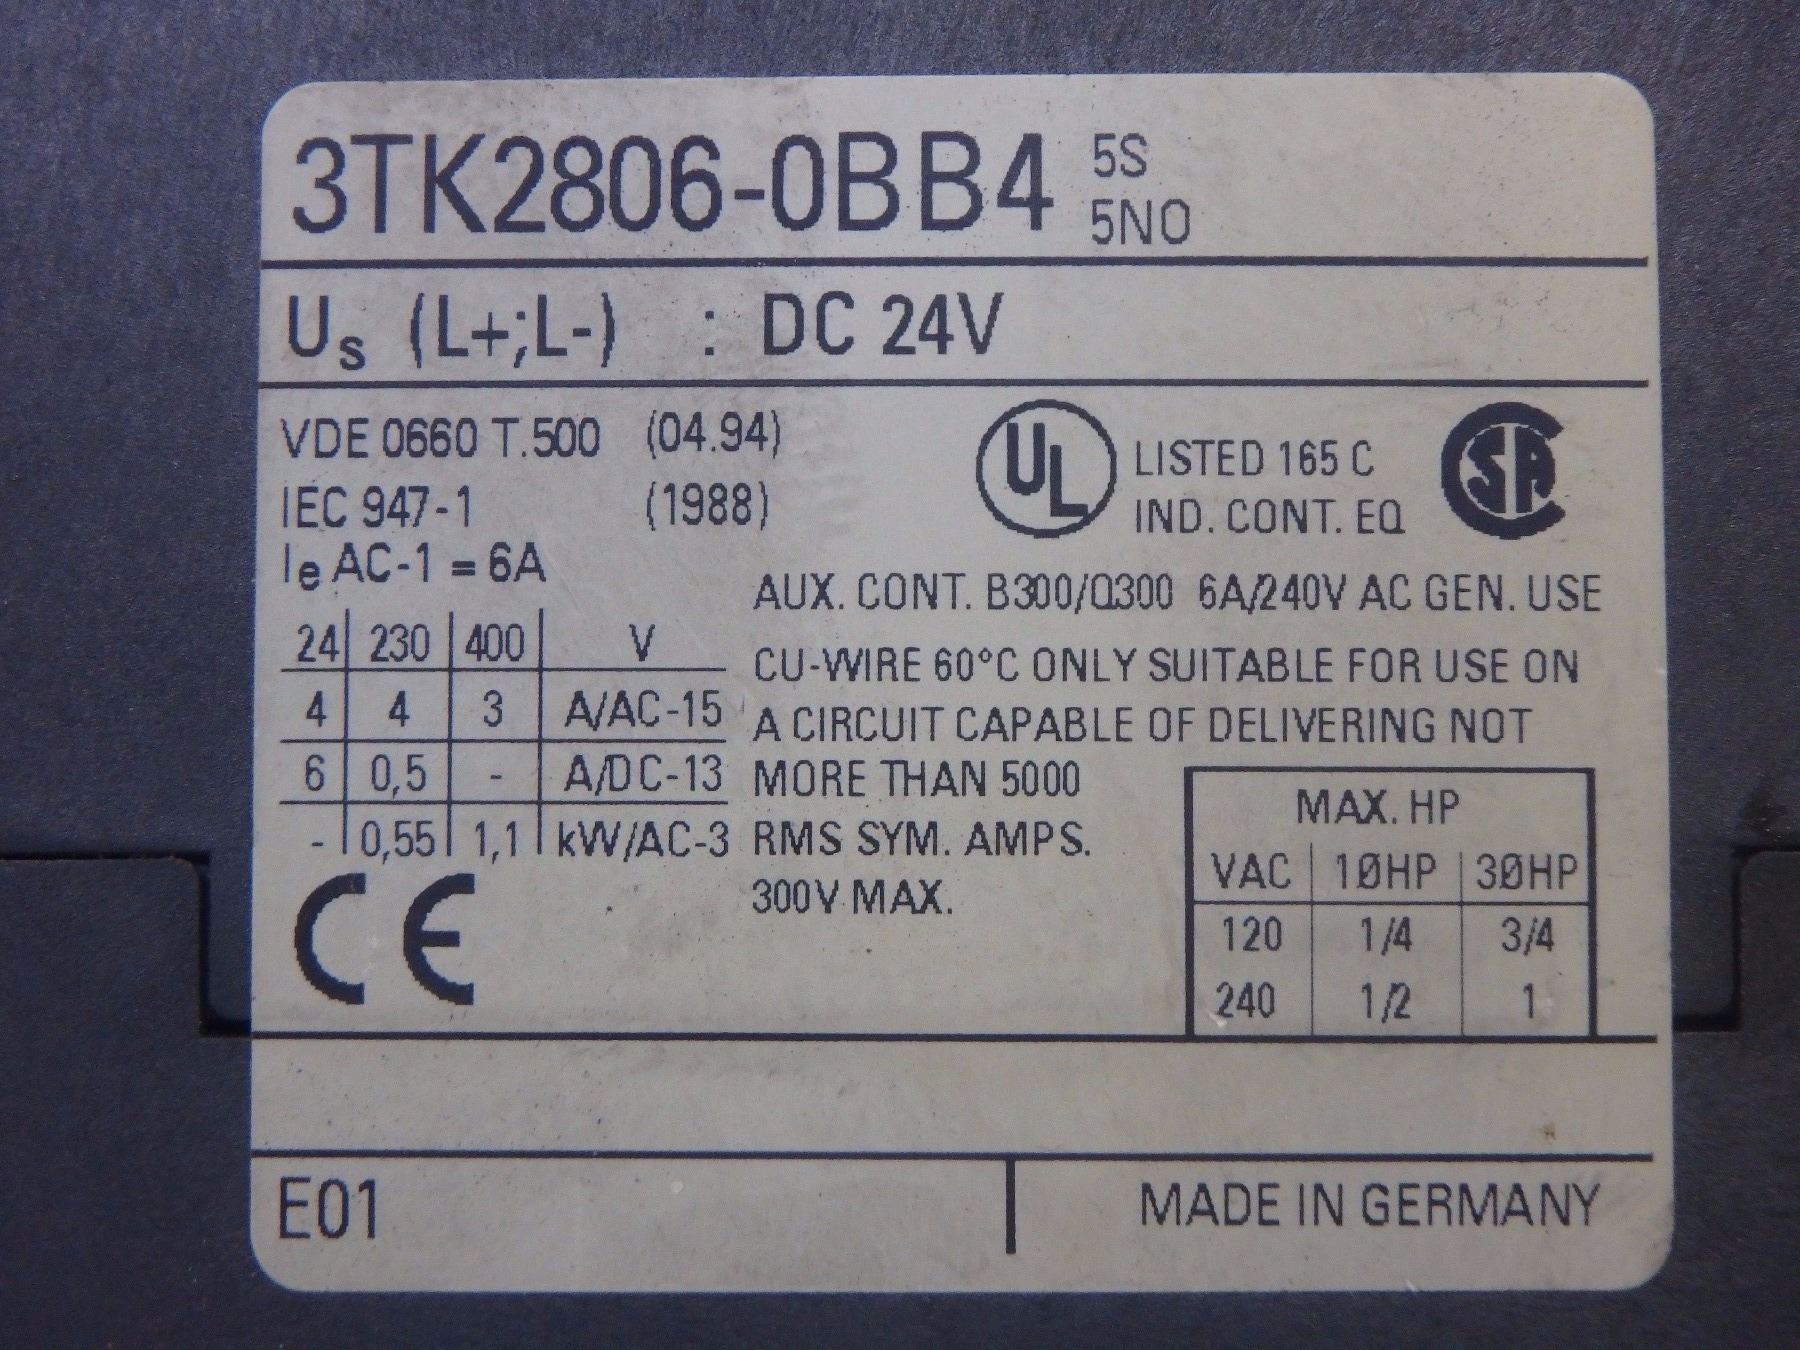 3TK2806-0BB4 5S
5NO
Us (L+;L-) : DC 24V
VDE 0660 T.500 (04.94)
IEC 947-1 (1988)
Ie AC-1 = 6A
24 230 400 V
4 4 3 A/AC-15
6 0,5 - A/DC-13
- 0,55 1,1 kW/AC-3
CE
UL LISTED 165 C
IND. CONT. EQ
SA
AUX. CONT. B300/Q300 6A/240V AC GEN. USE
CU-WIRE 60°C ONLY SUITABLE FOR USE ON
A CIRCUIT CAPABLE OF DELIVERING NOT
MORE THAN 5000
RMS SYM. AMPS.
300V MAX.
MAX. HP
VAC 1ØHP 3ØHP
120 1/4 3/4
240 1/2 1
E01
MADE IN GERMANY